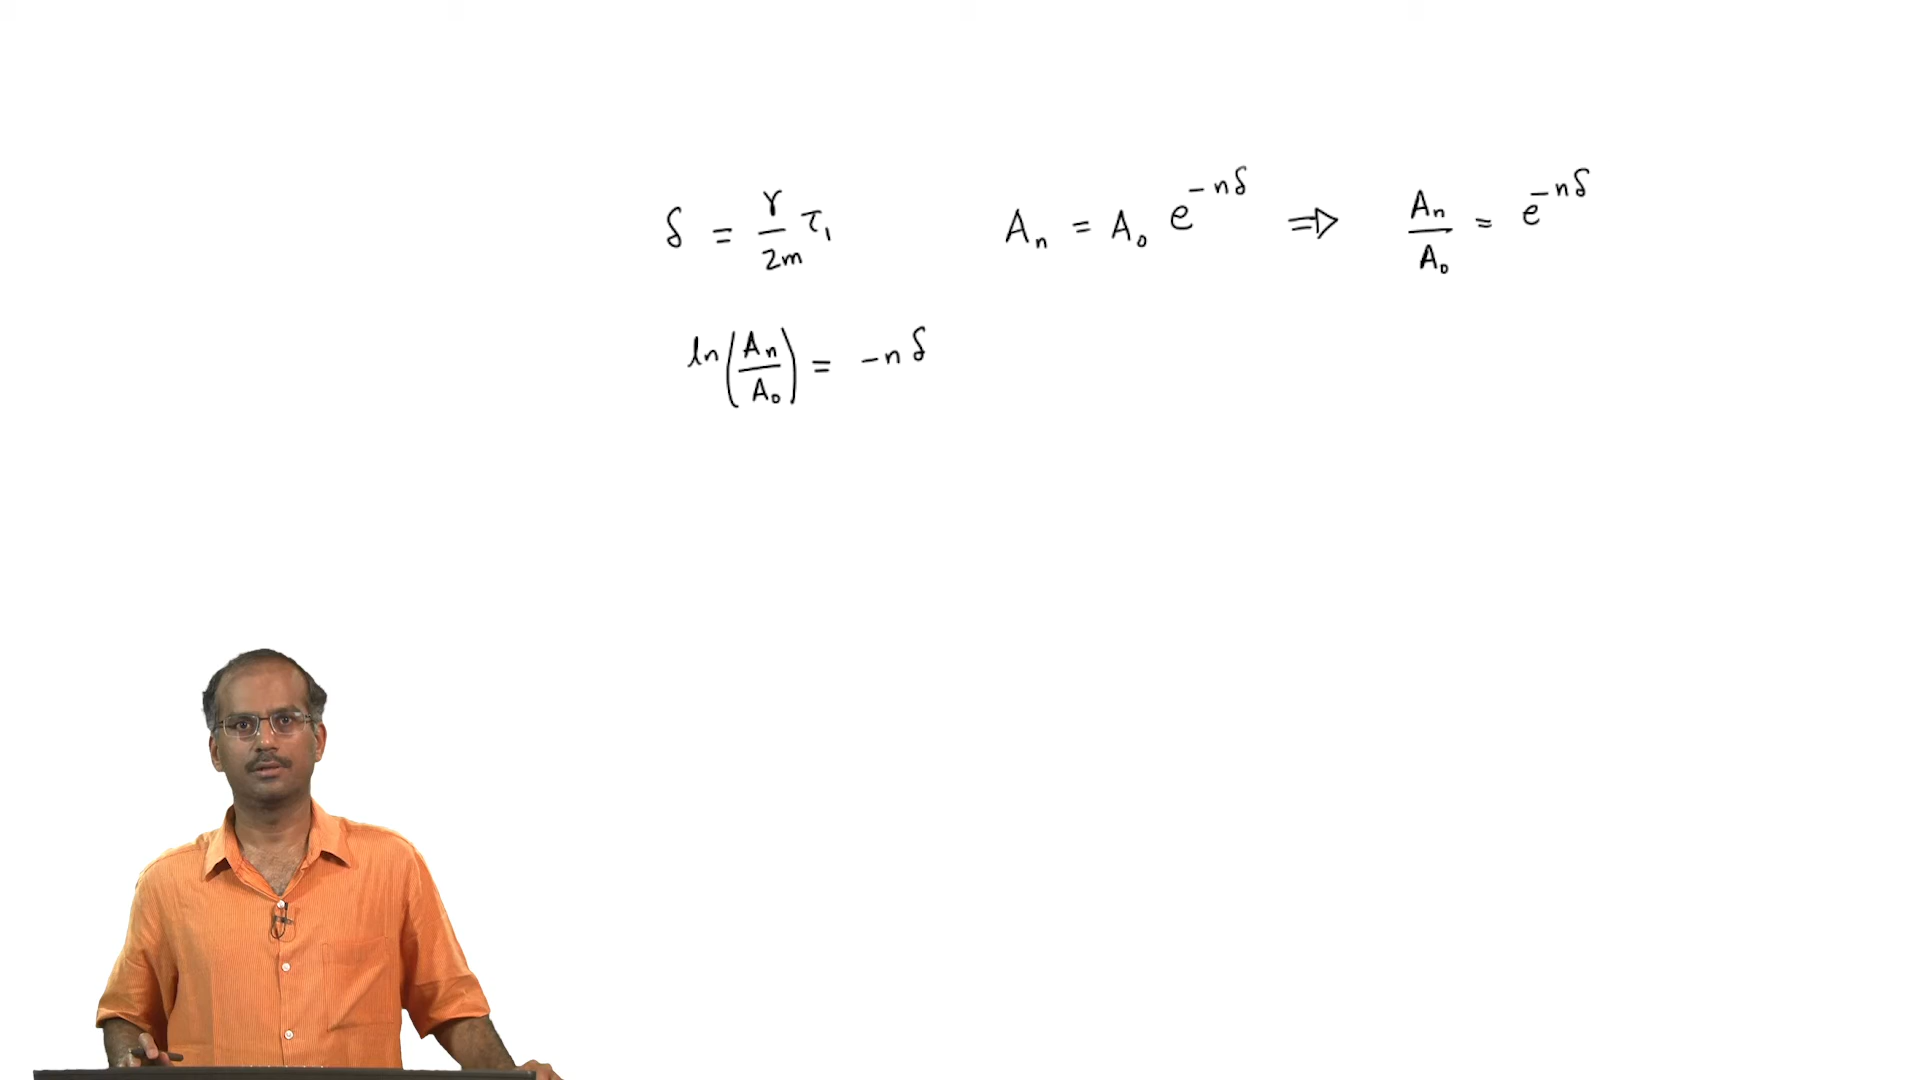 δ = γ/2m τ₁    Aₙ = A₀ e^(-nδ) ⇒ Aₙ/A₀ = e^(-nδ)
ln(Aₙ/A₀) = -nδ